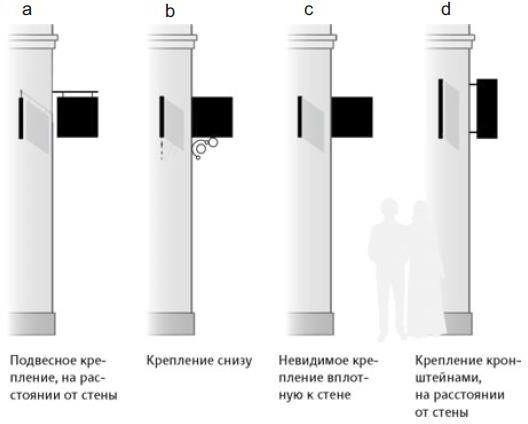 a
b
c
d
Подвесное кре-
пление, на рас-
стоянии от стены
Крепление снизу
Невидимое кре-
пление вплот-
ную к стене
Крепление крон-
штейнами,
на расстоянии
от стены